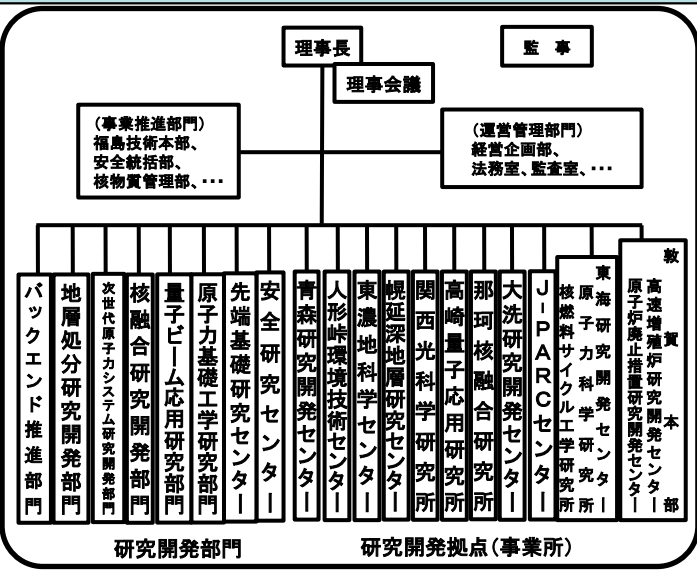 理事長
監　事
理事会議
（事業推進部門）
福島技術本部、
安全統括部、
核物質管理部、・・・
（運営管理部門）
経営企画部、
法務室、監査室、・・・
バックエンド推進部門
地層処分研究開発部門
次世代原子力システム研究開発部門
核融合研究開発部門
量子ビーム応用研究部門
原子力基礎工学研究部門
先端基礎研究センター
安全研究センター
青森研究開発センター
人形峠環境技術センター
東濃地科学センター
幌延深地層研究センター
関西光科学研究所
高崎量子応用研究所
那珂核融合研究所
大洗研究開発センター
J-PARCセンター
東海研究開発センター
原子力科学研究所
核燃料サイクル工学研究所
敦賀本部
高速増殖炉研究開発センター
原子炉廃止措置研究開発センター
研究開発部門
研究開発拠点（事業所）